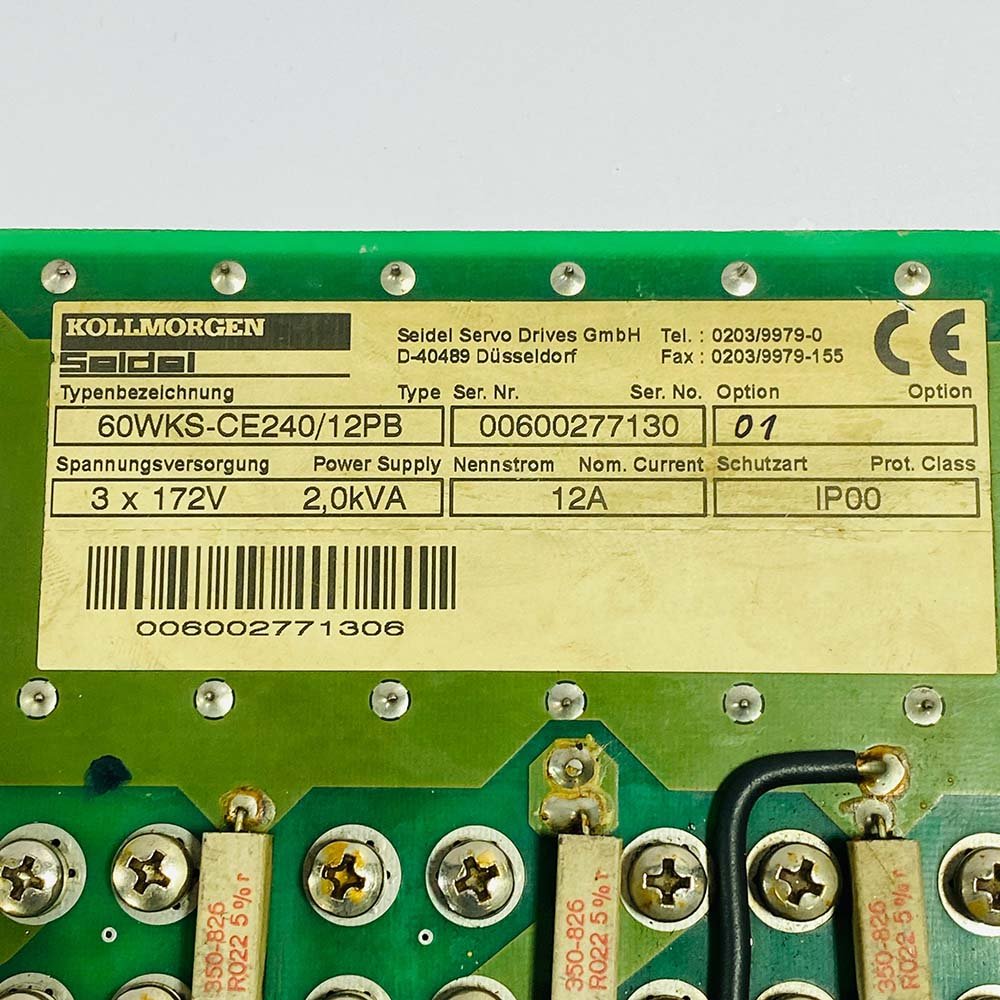 KOLLMORGEN
Seidel
Seidel Servo Drives GmbH Tel. : 0203/9979-0
D-40489 Düsseldorf Fax : 0203/9979-155
CE
Typenbezeichnung Type Ser. Nr. Ser. No. Option Option
60WKS-CE240/12PB 00600277130 01
Spannungsversorgung Power Supply Nennstrom Nom. Current Schutzart Prot. Class
3 x 172V 2,0kVA 12A IP00
006002771306
350-826
R022 5% r
350-826
R022 5% r
350-826
R022 5% r